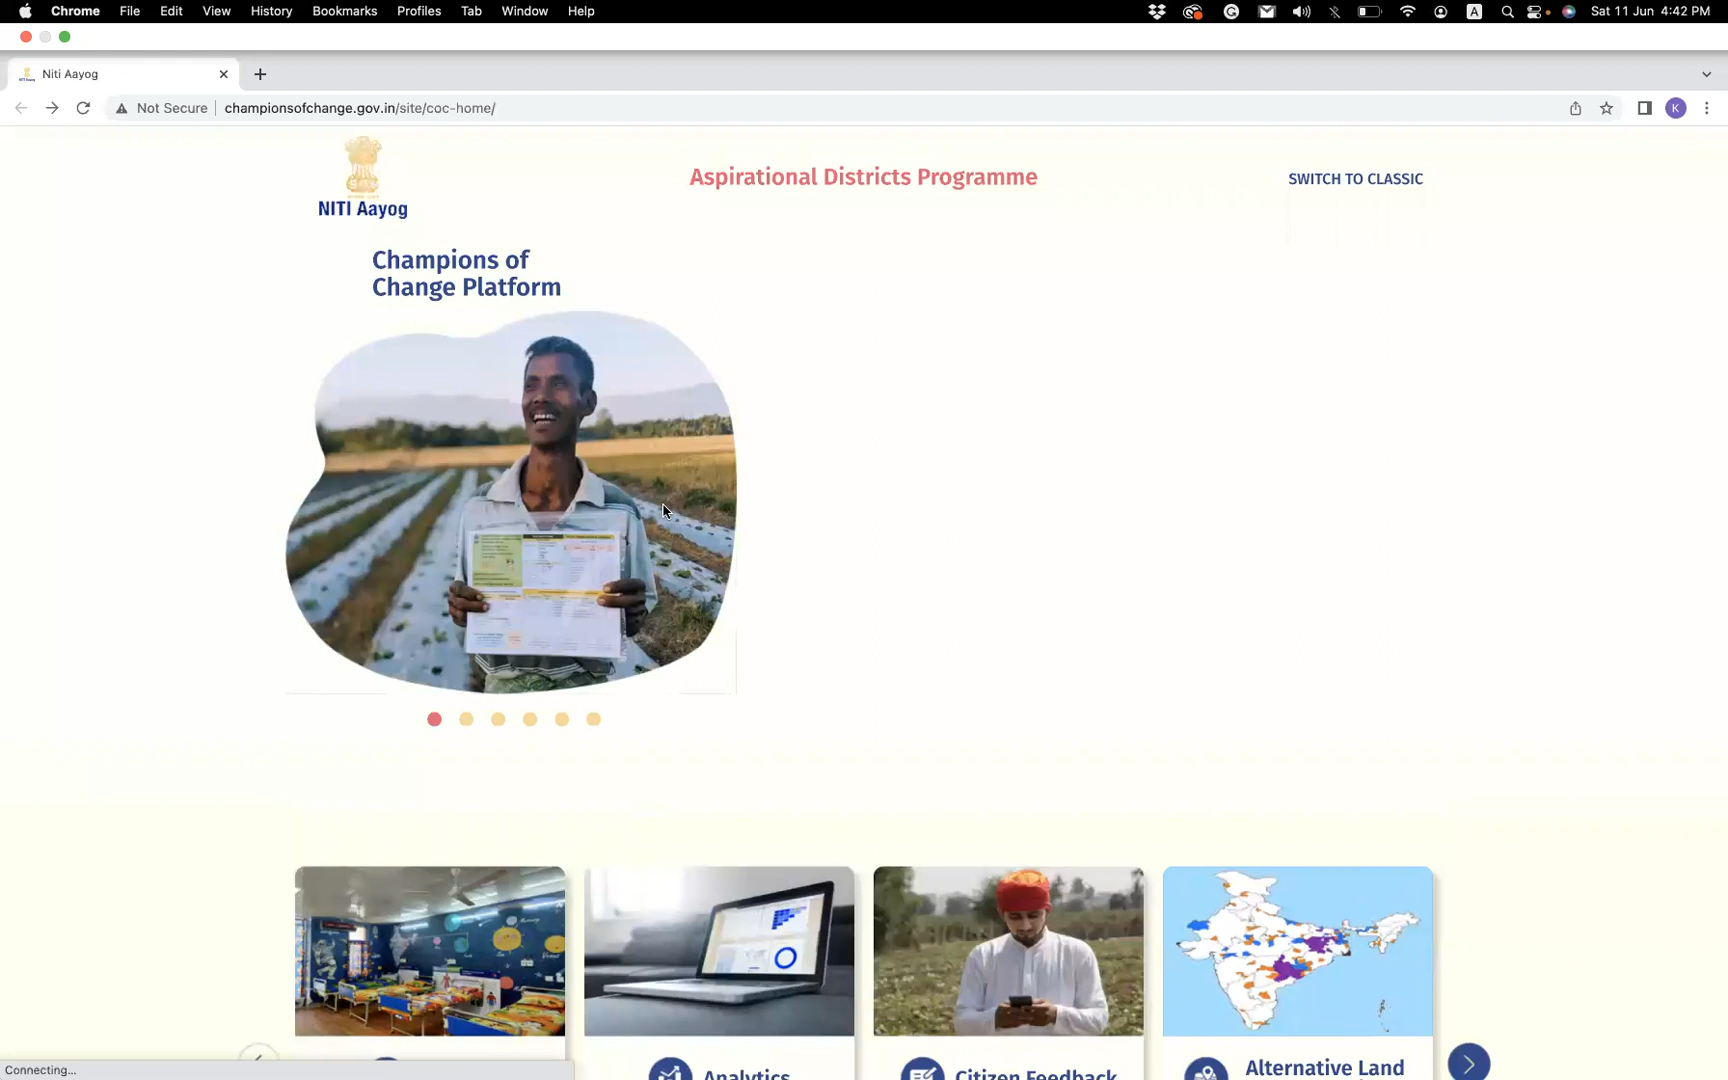 Chrome File Edit View History Bookmarks Profiles Tab Window Help
A
Sat 11 Jun 4:42 PM
Niti Aayog
Not Secure championsofchange.gov.in/site/coc-home/
K
NITI Aayog
Aspirational Districts Programme
SWITCH TO CLASSIC
Champions of
Change Platform
Analytics
Citizen Feedback
Alternative Land
Connecting...